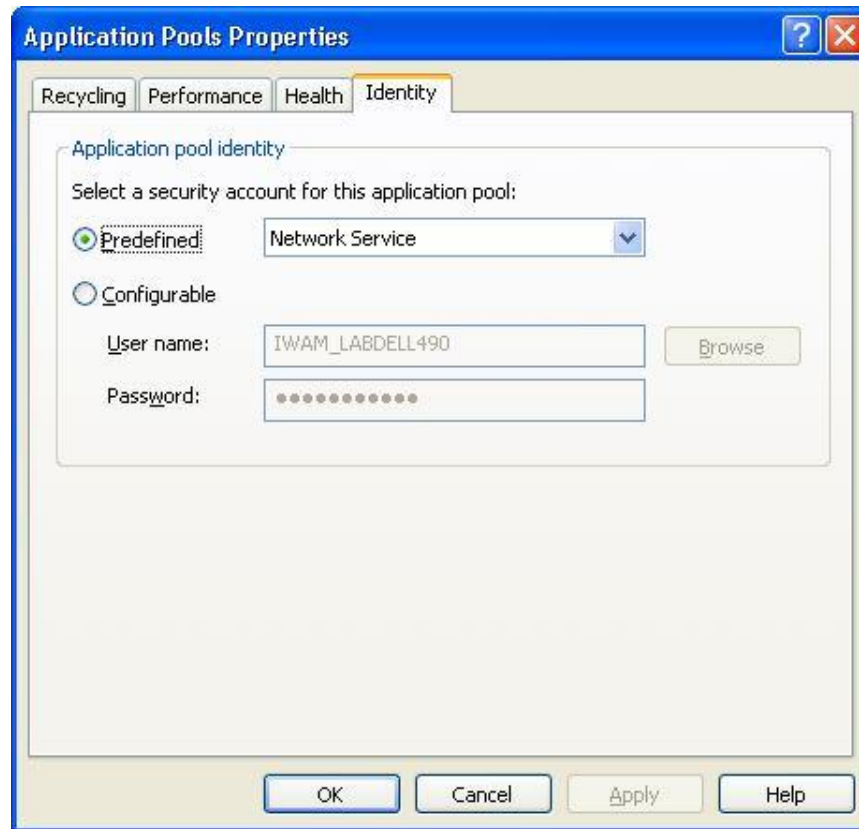 Application Pools Properties
Recycling Performance Health Identity
Application pool identity
Select a security account for this application pool:
Predefined Network Service
Configurable
User name: IWAM_LABDELL490 Browse
Password: ●●●●●●●●●●●
OK Cancel Apply Help